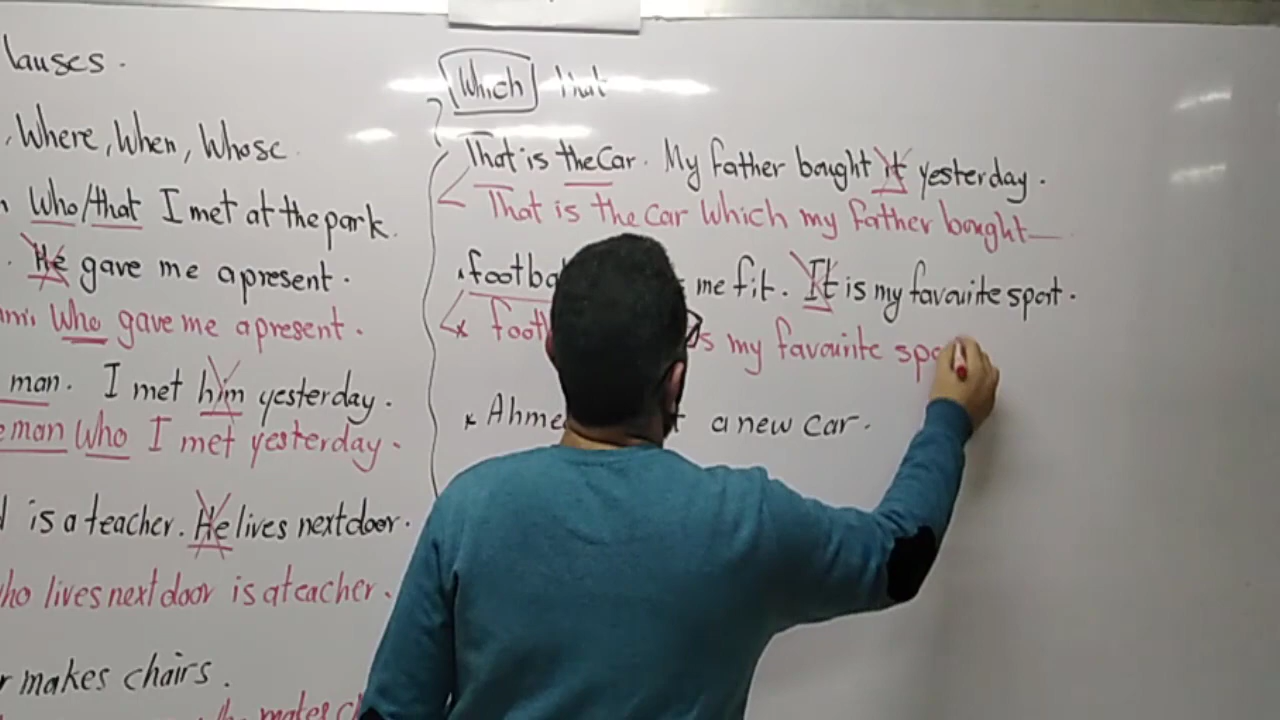 lauses.
, Where, When, Whose
Who/that I met at the park.
. He gave me a present.
Who gave me a present.
man. I met him yesterday.
man who I met yesterday.
is a teacher. He lives next door.
ho lives next door is a teacher.
makes chairs.
makes
Which that
That is the car. My father bought it yesterday.
That is the car which my father bought
me fit. It is my favourite sport.
my favourite
a new car.